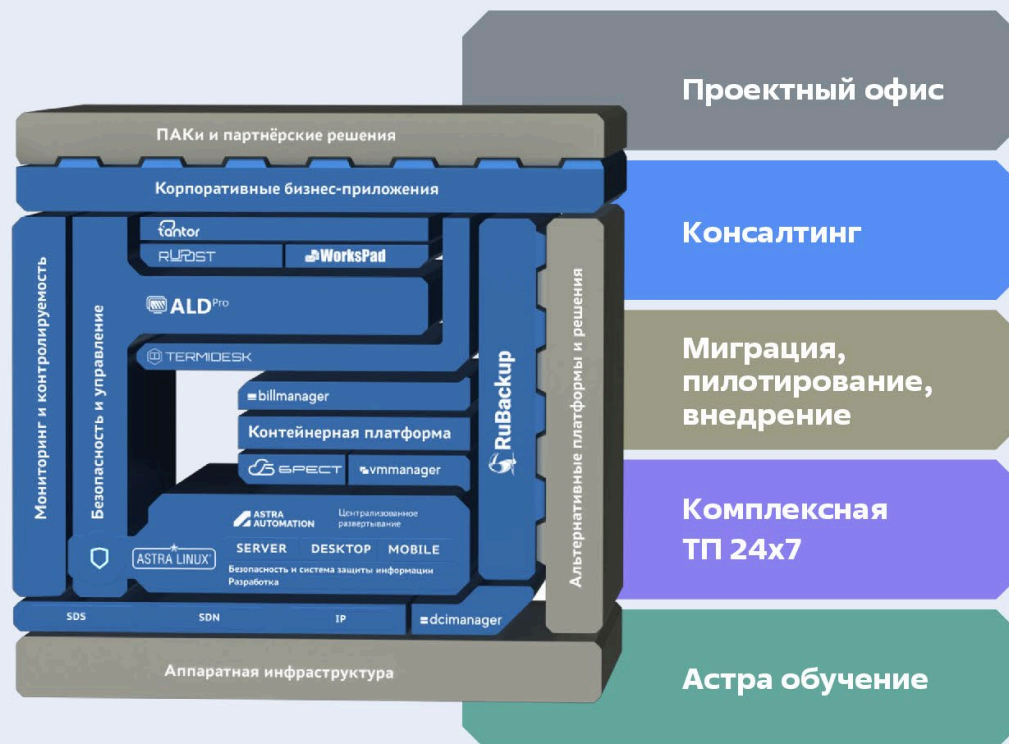 Проектный офис
ПАКи и партнёрские решения
Корпоративные бизнес-приложения
Консалтинг
Мониторинг и контролируемость
Безопасность и управление
tantor
RUPOST
WorksPad
ALD Pro
TERMIDESK
billmanager
Контейнерная платформа
БРЕСТ
vmmanager
RuBackup
Альтернативные платформы и решения
Миграция,
пилотирование,
внедрение
ASTRA
AUTOMATION
Централизованное
развертывание
ASTRA LINUX
SERVER DESKTOP MOBILE
Безопасность и система защиты информации
Разработка
Комплексная
ТП 24x7
SDS SDN IP
dcimanager
Аппаратная инфраструктура
Астра обучение